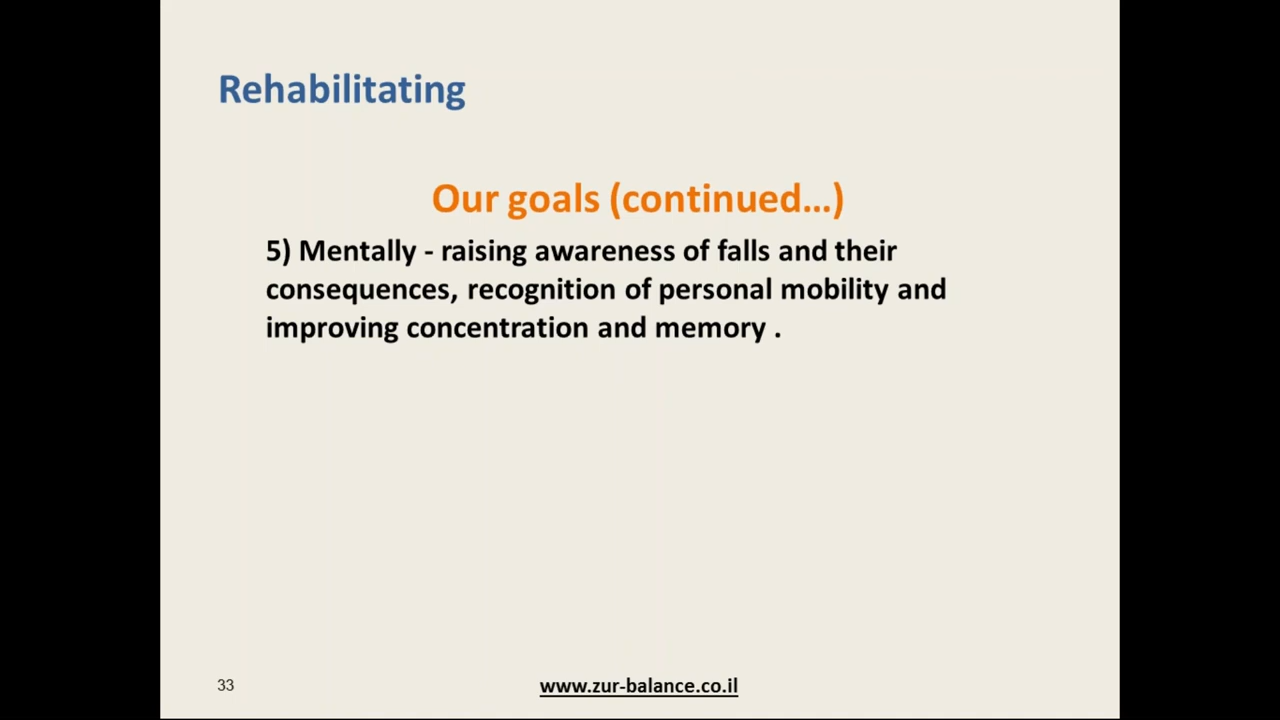 Rehabilitating
Our goals (continued...)
5) Mentally - raising awareness of falls and their
consequences, recognition of personal mobility and
improving concentration and memory .
33
www.zur-balance.co.il